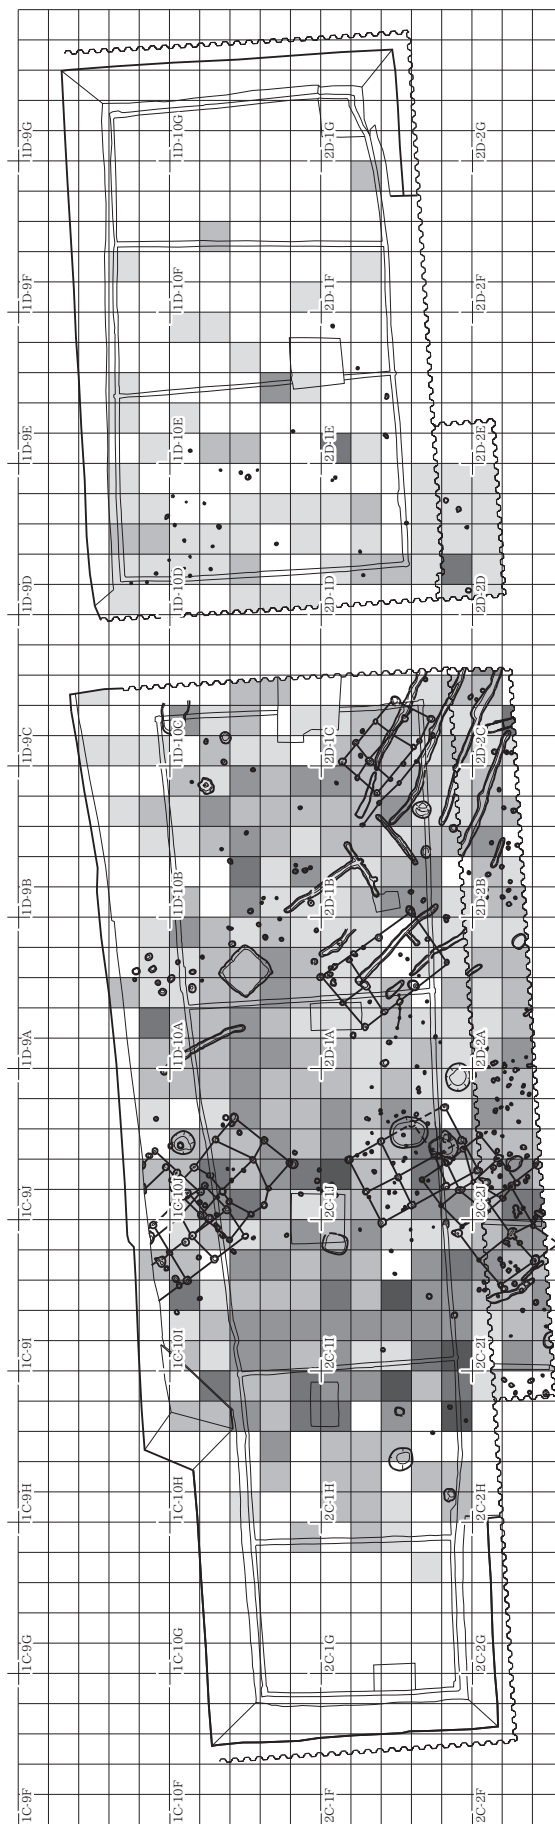 1D-9G 1D-10G 2D-1G 2D-2G
1D-9F 1D-10F 2D-1F 2D-2F
1D-9E 1D-10E 2D-1E 2D-2E
1D-9D 1D-10D 2D-1D 2D-2D
1D-9C 1D-10C 2D-1C 2D-2C
1D-9B 1D-10B 2D-1B 2D-2B
1D-9A 1D-10A 2D-1A 2D-2A
1C-9J 1C-10J 2C-1J 2C-2J
1C-9I 1C-10I 2C-1I 2C-2I
1C-9H 1C-10H 2C-1H 2C-2H
1C-9G 1C-10G 2C-1G 2C-2G
1C-9F 1C-10F 2C-1F 2C-2F